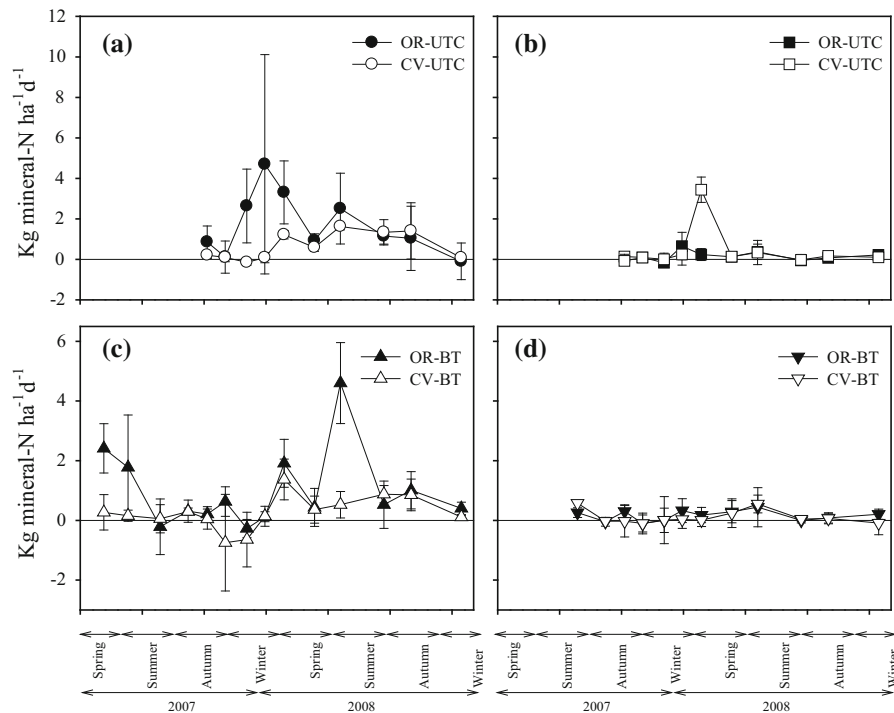 (a)
OR-UTC
CV-UTC
(b)
OR-UTC
CV-UTC
Kg mineral-N ha⁻¹d⁻¹
12
10
8
6
4
2
0
-2
(c)
OR-BT
CV-BT
(d)
OR-BT
CV-BT
Kg mineral-N ha⁻¹d⁻¹
6
4
2
0
-2
Spring
Summer
Autumn
Winter
Spring
Summer
Autumn
Winter
2007
2008
Spring
Summer
Autumn
Winter
Spring
Summer
Autumn
Winter
2007
2008